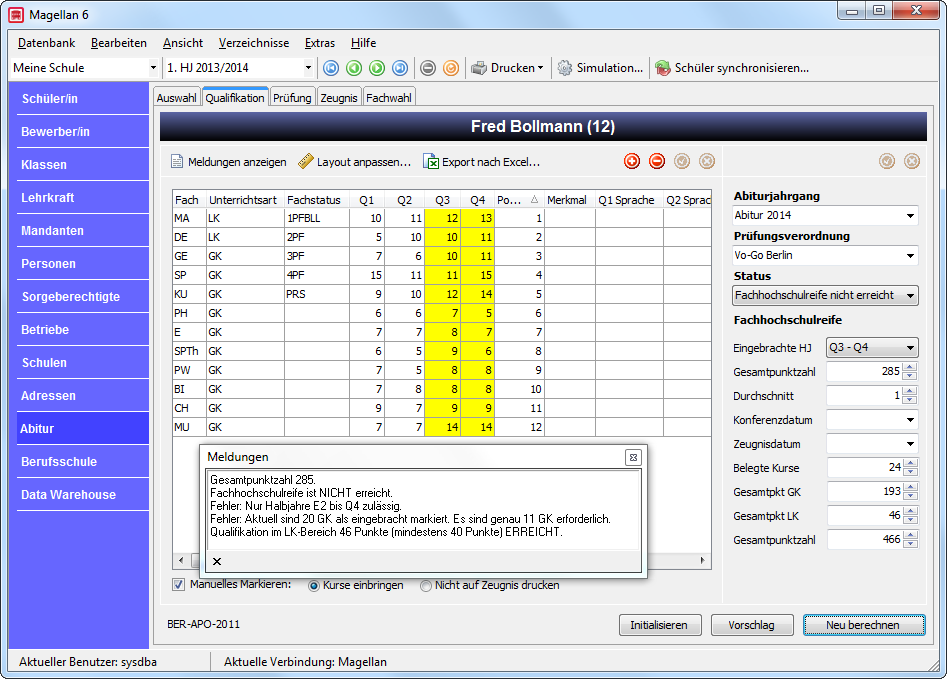 Magellan 6
Datenbank Bearbeiten Ansicht Verzeichnisse Extras Hilfe
Meine Schule 1. HJ 2013/2014 Drucken Simulation... Schüler synchronisieren...
Schüler/in
Bewerber/in
Klassen
Lehrkraft
Mandanten
Personen
Sorgeberechtigte
Betriebe
Schulen
Adressen
Abitur
Berufsschule
Data Warehouse
Auswahl Qualifikation Prüfung Zeugnis Fachwahl
Fred Bollmann (12)
Meldungen anzeigen Layout anpassen... Export nach Excel...
Fach Unterrichtsart Fachstatus Q1 Q2 Q3 Q4 Po... Merkmal Q1 Sprache Q2 Sprac
MA LK 1PFBLL 10 11 12 13 1
DE LK 2PF 5 10 10 11 2
GE GK 3PF 7 6 10 11 3
SP GK 4PF 15 11 11 15 4
KU GK PRS 9 10 12 14 5
PH GK 6 6 7 5 6
E GK 7 7 8 7 7
SPTh GK 6 5 9 6 8
PW GK 7 5 8 8 9
BI GK 7 8 8 8 10
CH GK 9 7 9 9 11
MU GK 7 7 14 14 12
Meldungen
Gesamtpunktzahl 285.
Fachhochschulreife ist NICHT erreicht.
Fehler: Nur Halbjahre E2 bis Q4 zulässig.
Fehler: Aktuell sind 20 GK als eingebracht markiert. Es sind genau 11 GK erforderlich.
Qualifikation im LK-Bereich 46 Punkte (mindestens 40 Punkte) ERREICHT.
Manuelles Markieren: Kurse einbringen Nicht auf Zeugnis drucken
Abiturjahrgang
Abitur 2014
Prüfungsverordnung
Vo-Go Berlin
Status
Fachhochschulreife nicht erreicht
Fachhochschulreife
Eingebrachte HJ Q3 - Q4
Gesamtpunktzahl 285
Durchschnitt 1
Konferenzdatum
Zeugnisdatum
Belegte Kurse 24
Gesamtpkt GK 193
Gesamtpkt LK 46
Gesamtpunktzahl 466
BER-APO-2011 Initialisieren Vorschlag Neu berechnen
Aktueller Benutzer: sysdba Aktuelle Verbindung: Magellan